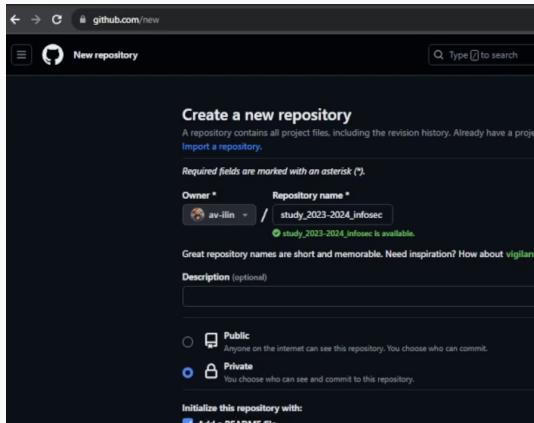 github.com/new
New repository
Type / to search
Create a new repository
A repository contains all project files, including the revision history. Already have a proje
Import a repository.
Required fields are marked with an asterisk (*).
Owner * Repository name *
av-ilin / study_2023-2024_infosec
study_2023-2024_infosec is available.
Great repository names are short and memorable. Need inspiration? How about vigilan
Description (optional)
Public
Anyone on the internet can see this repository. You choose who can commit.
Private
You choose who can see and commit to this repository.
Initialize this repository with:
Add a README file